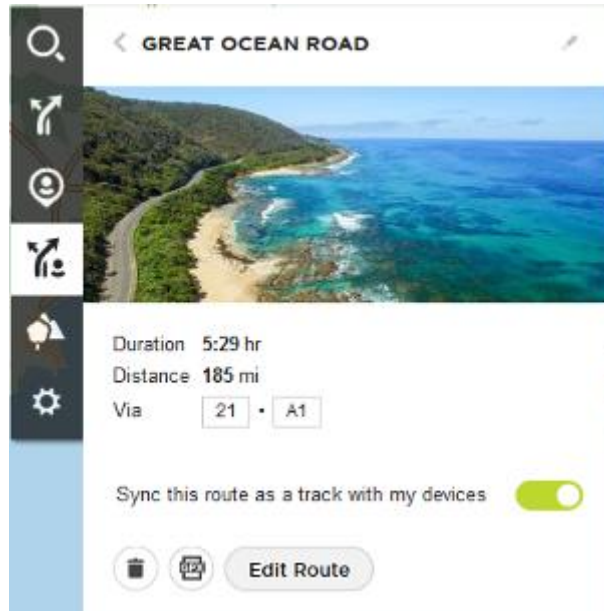 GREAT OCEAN ROAD
Duration 5:29 hr
Distance 185 mi
Via 21 • A1
Sync this route as a track with my devices
Edit Route